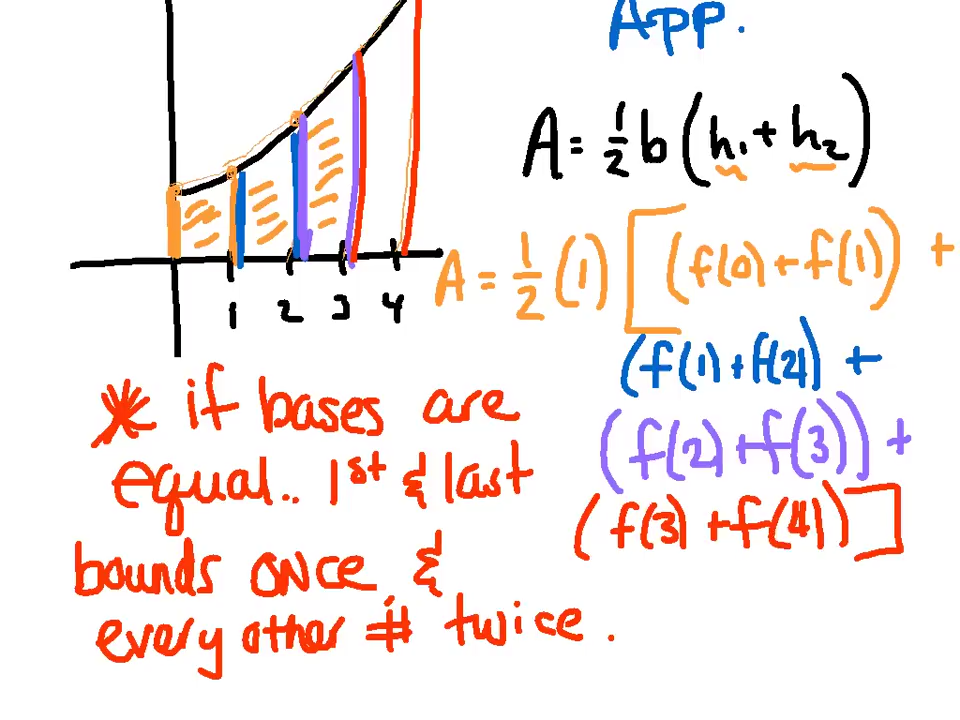 App.
A = 1/2 b (h1 + h2)
A = 1/2 (1) [(f(0) + f(1)) +
(f(1) + f(2)) +
(f(2) + f(3)) +
(f(3) + f(4))]
1 2 3 4
* if bases are
equal.. 1st & last
bounds once, &
every other # twice.